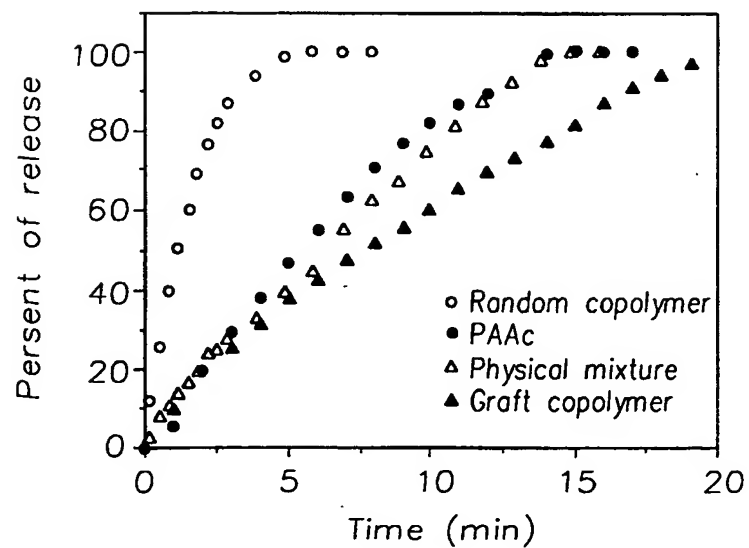 Persent of release
100
80
60
40
20
0
Random copolymer
PAAc
Physical mixture
Graft copolymer
0 5 10 15 20
Time (min)